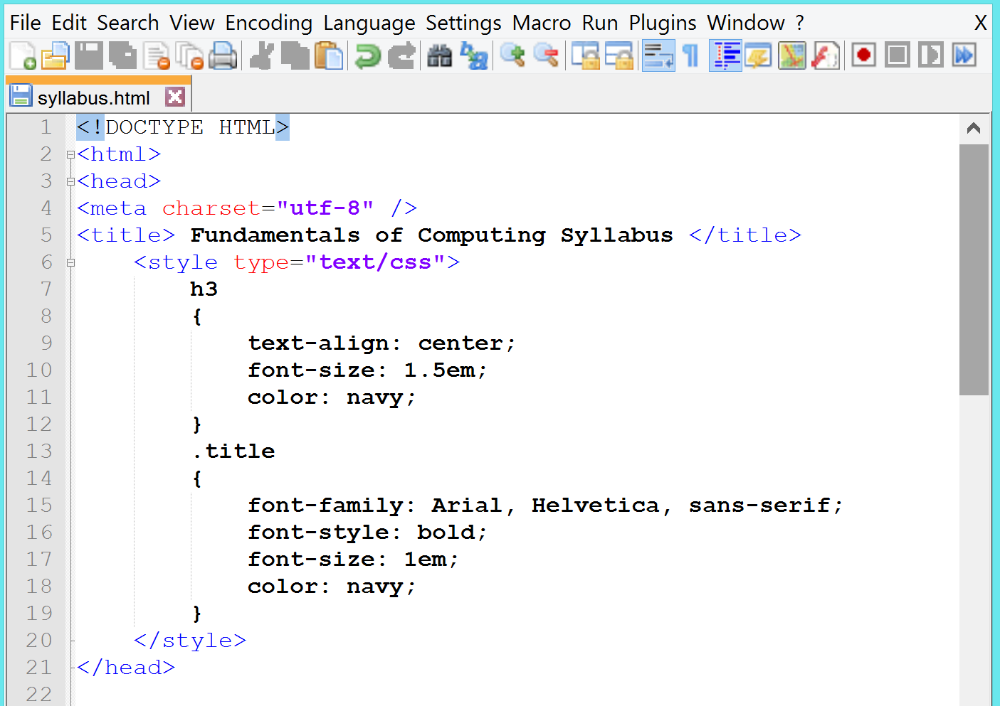 File Edit Search View Encoding Language Settings Macro Run Plugins Window ? X
syllabus.html
1 <!DOCTYPE HTML>
2 <html>
3 <head>
4 <meta charset="utf-8" />
5 <title> Fundamentals of Computing Syllabus </title>
6 <style type="text/css">
7 h3
8 {
9 text-align: center;
10 font-size: 1.5em;
11 color: navy;
12 }
13 .title
14 {
15 font-family: Arial, Helvetica, sans-serif;
16 font-style: bold;
17 font-size: 1em;
18 color: navy;
19 }
20 </style>
21 </head>
22